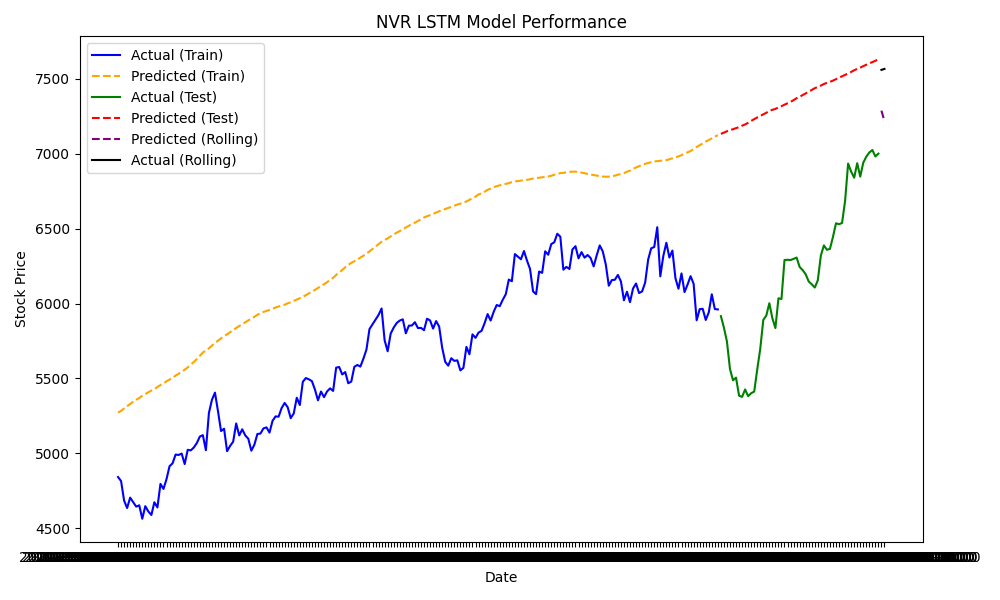 NVR LSTM Model Performance
Actual (Train)
Predicted (Train)
Actual (Test)
Predicted (Test)
Predicted (Rolling)
Actual (Rolling)
7500
7000
6500
6000
5500
5000
4500
Stock Price
Date